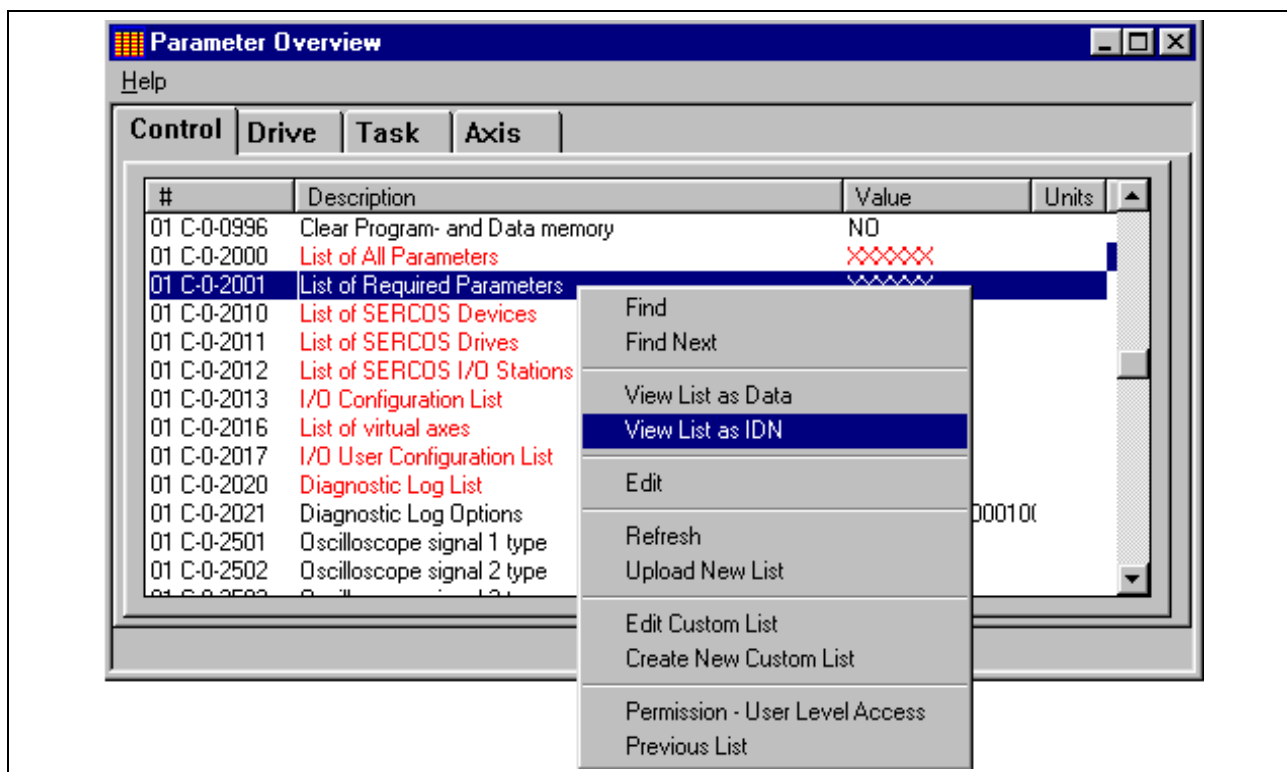 Parameter Overview
Help
Control Drive Task Axis
# Description Value Units
01 C-0-0996 Clear Program- and Data memory NO
01 C-0-2000 List of All Parameters XXXXXX
01 C-0-2001 List of Required Parameters XXXXXX
01 C-0-2010 List of SERCOS Devices
01 C-0-2011 List of SERCOS Drives
01 C-0-2012 List of SERCOS I/O Stations
01 C-0-2013 I/O Configuration List
01 C-0-2016 List of virtual axes
01 C-0-2017 I/O User Configuration List
01 C-0-2020 Diagnostic Log List
01 C-0-2021 Diagnostic Log Options
01 C-0-2501 Oscilloscope signal 1 type
01 C-0-2502 Oscilloscope signal 2 type
Find
Find Next
View List as Data
View List as IDN
Edit
Refresh
Upload New List
Edit Custom List
Create New Custom List
Permission - User Level Access
Previous List